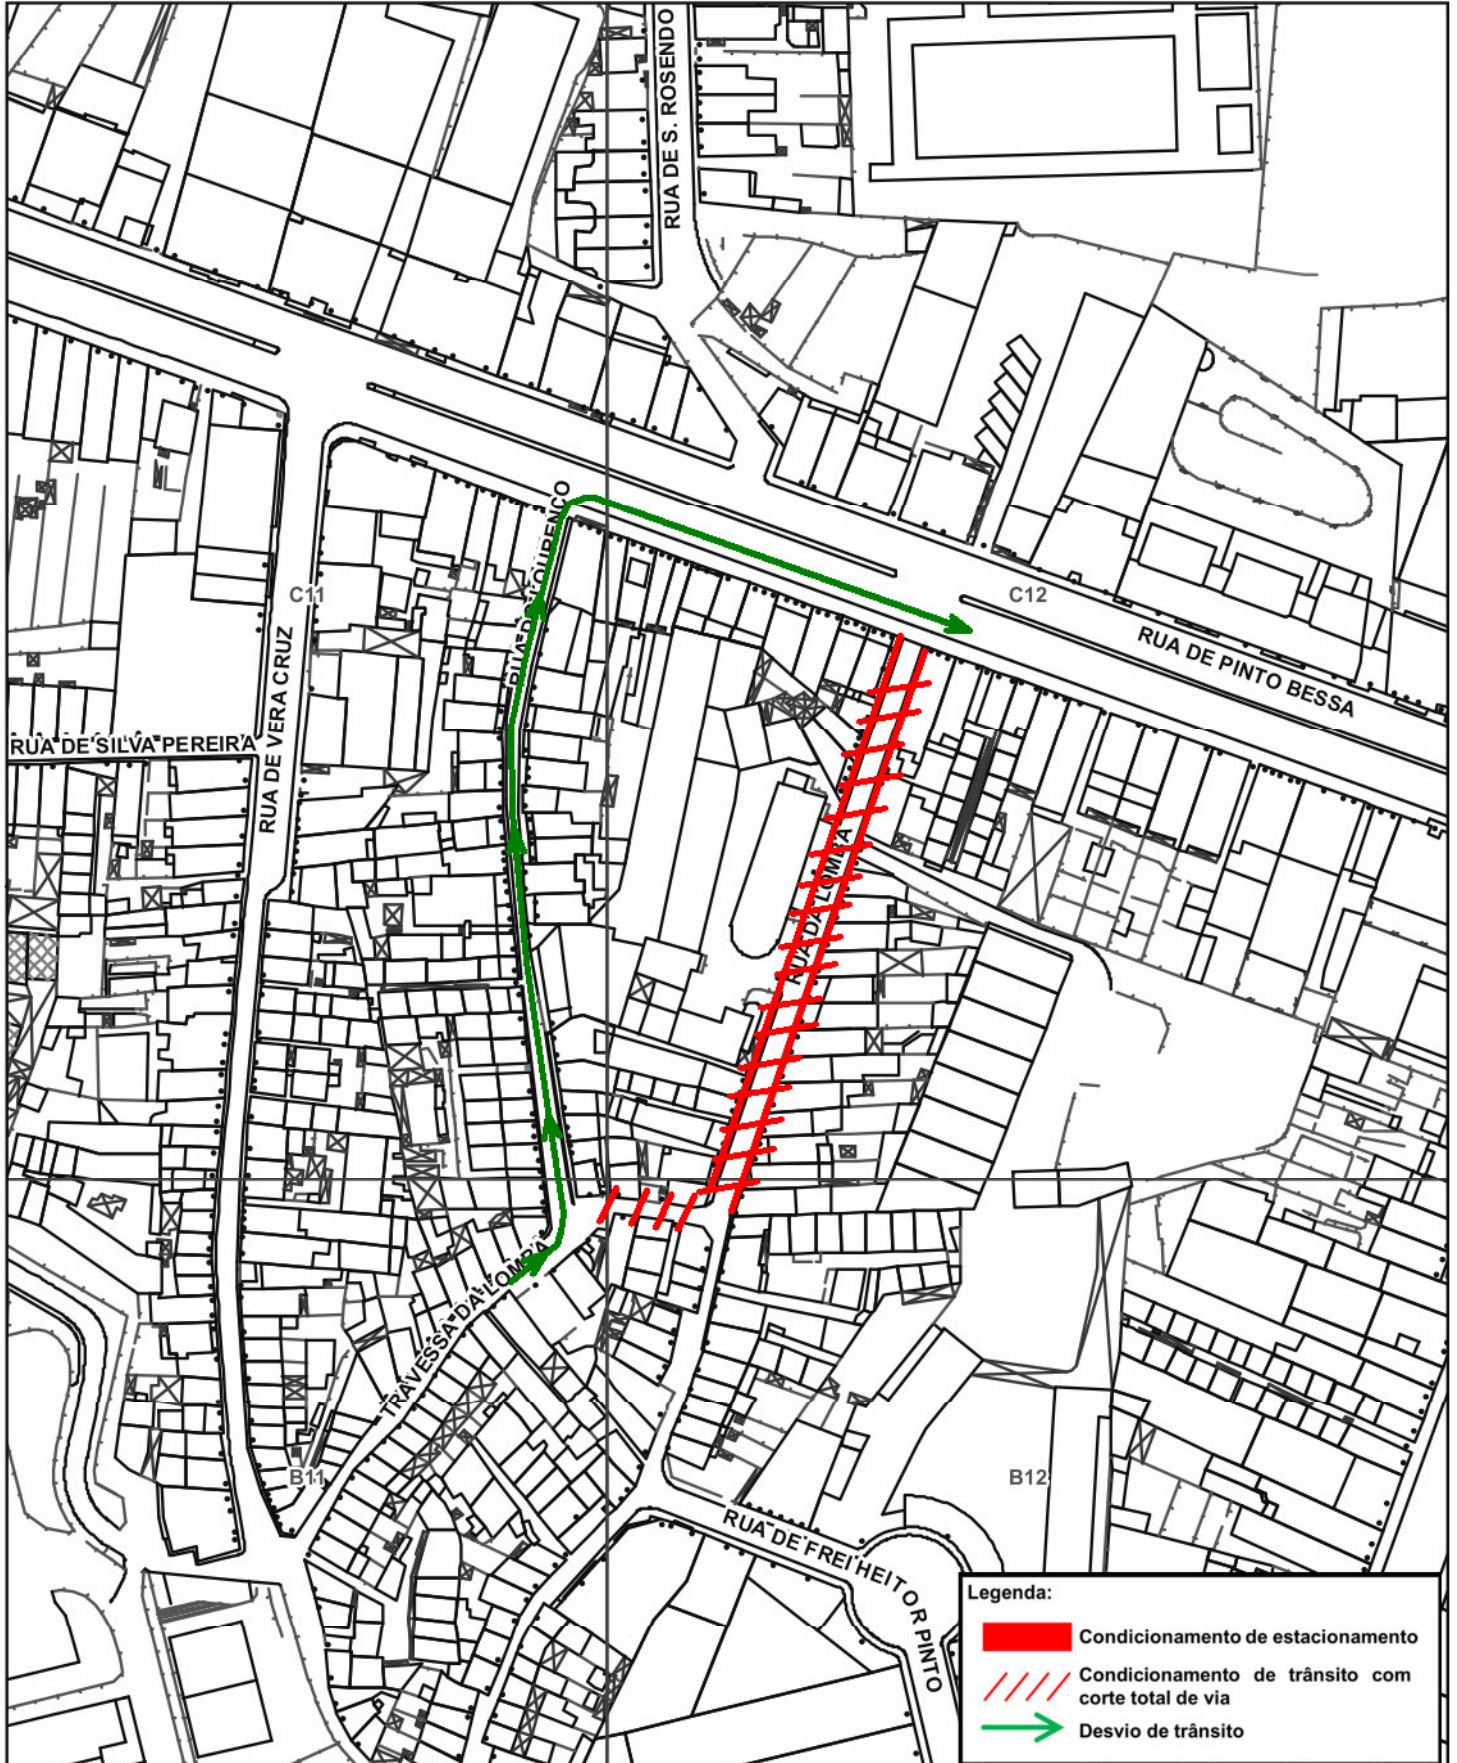 RUA DE S. ROSENDO
C11
C12
RUA DE PINTO BESSA
RUA DE VERA CRUZ
RUA DE SILVA PEREIRA
RUA DA LOMBA
TRAVESSA DA LOMBA
B11
B12
RUA DE FREI HEITOR PINTO
Legenda:
Condicionamento de estacionamento
Condicionamento de trânsito com
corte total de via
Desvio de trânsito